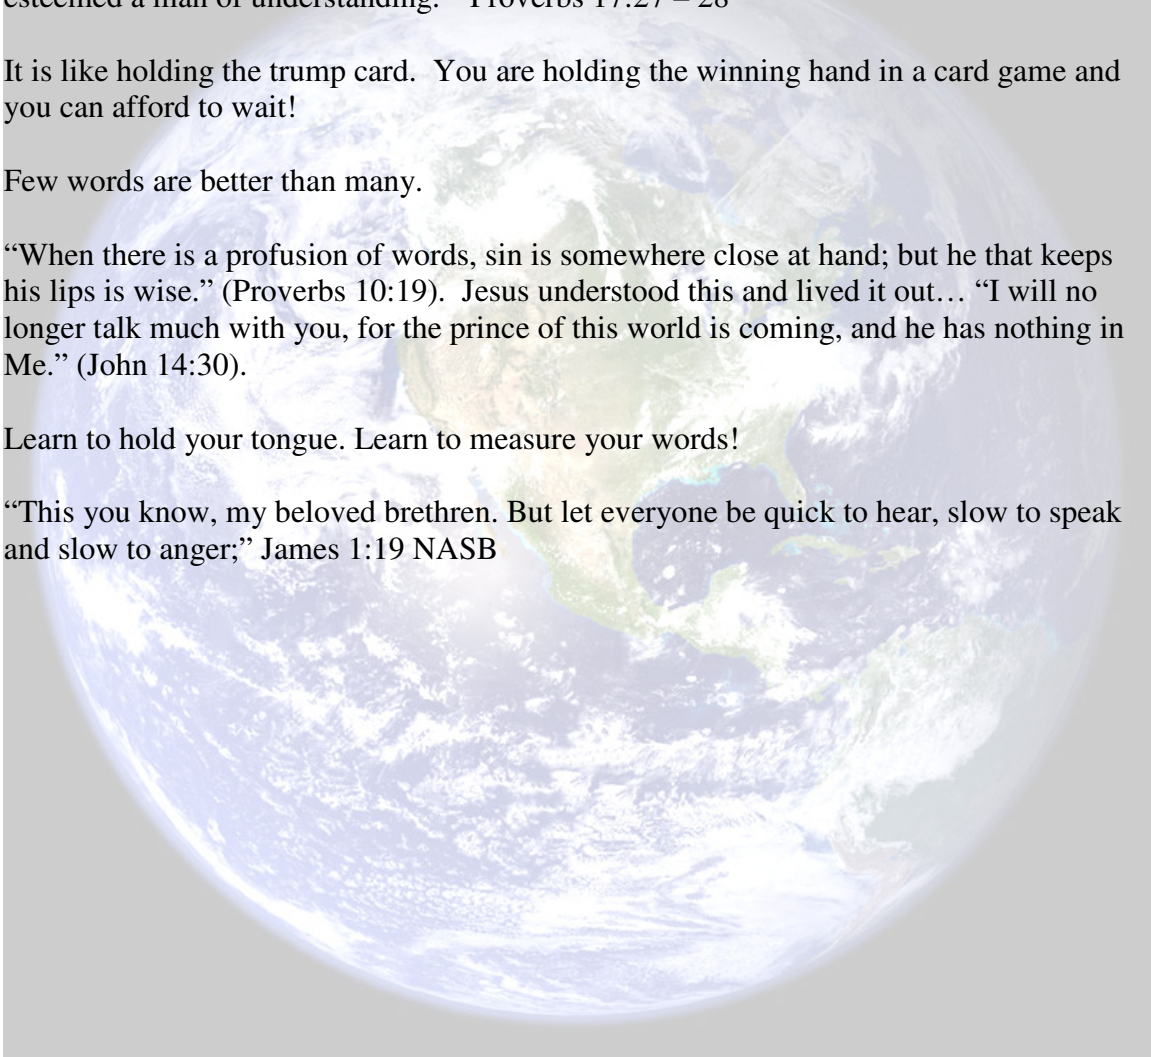 esteemed a man of understanding.” Proverbs 17:27 – 28
It is like holding the trump card.  You are holding the winning hand in a card game and
you can afford to wait!
Few words are better than many.
“When there is a profusion of words, sin is somewhere close at hand; but he that keeps
his lips is wise.” (Proverbs 10:19).  Jesus understood this and lived it out… “I will no
longer talk much with you, for the prince of this world is coming, and he has nothing in
Me.” (John 14:30).
Learn to hold your tongue. Learn to measure your words!
“This you know, my beloved brethren. But let everyone be quick to hear, slow to speak
and slow to anger;” James 1:19 NASB